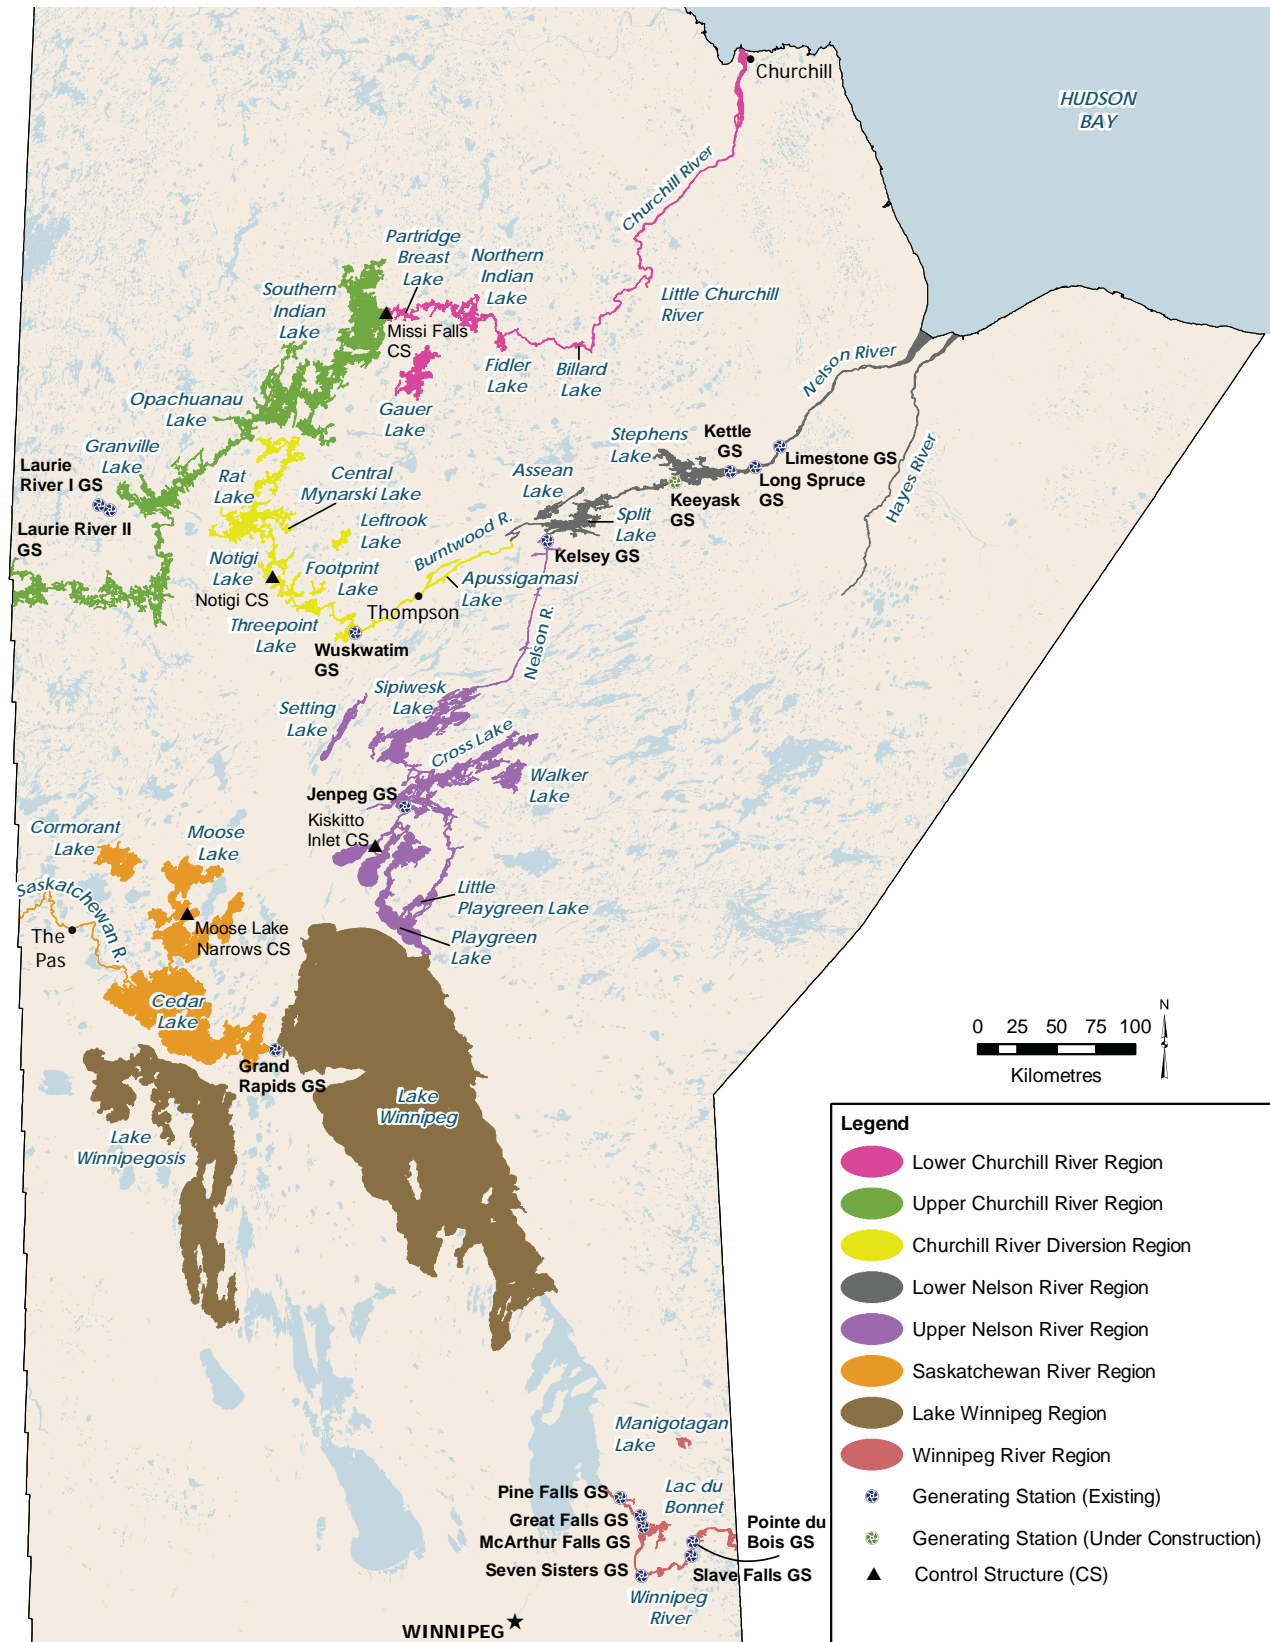 Churchill
HUDSON
BAY
Churchill River
Partridge
Breast
Lake
Northern
Indian
Lake
Southern
Indian
Lake
Little Churchill
River
Missi Falls
CS
Fidler
Lake
Billard
Lake
Nelson River
Opachuanau
Lake
Gauer
Lake
Granville
Lake
Laurie
River I GS
Laurie River II
GS
Rat
Lake
Central
Mynarski Lake
Leftrook
Lake
Stephens
Lake
Kettle
GS
Limestone GS
Long Spruce
GS
Keeyask
GS
Hayes River
Assean
Lake
Split
Lake
Burntwood R.
Kelsey GS
Notigi
Lake
Notigi CS
Footprint
Lake
Apussigamasi
Lake
Thompson
Threepoint
Lake
Wuskwatim
GS
Nelson R.
Sipiwesk
Lake
Setting
Lake
Cross Lake
Walker
Lake
Jenpeg GS
Kiskitto
Inlet CS
Cormorant
Lake
Moose
Lake
Saskatchewan R.
Little
Playgreen Lake
Moose Lake
Narrows CS
The
Pas
Playgreen
Lake
Cedar
Lake
Grand
Rapids GS
Lake
Winnipeg
Lake
Winnipegosis
N
0 25 50 75 100
Kilometres
Legend
Lower Churchill River Region
Upper Churchill River Region
Churchill River Diversion Region
Lower Nelson River Region
Upper Nelson River Region
Saskatchewan River Region
Lake Winnipeg Region
Winnipeg River Region
Generating Station (Existing)
Generating Station (Under Construction)
Control Structure (CS)
Manigotagan
Lake
Pine Falls GS
Lac du
Bonnet
Great Falls GS
McArthur Falls GS
Pointe du
Bois GS
Seven Sisters GS
Slave Falls GS
Winnipeg
River
WINNIPEG